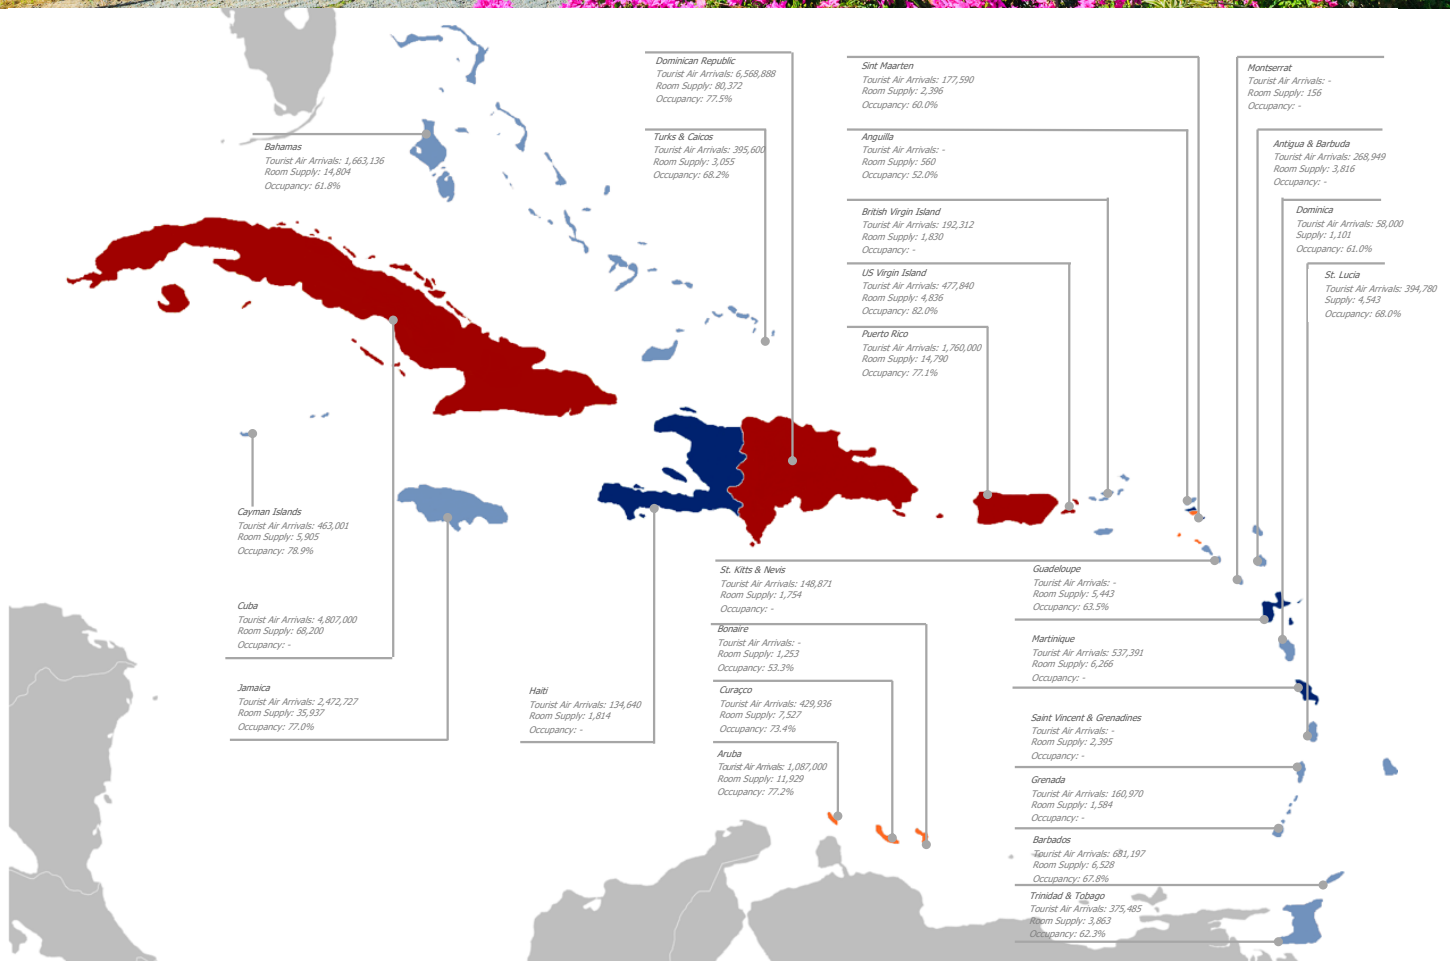 Bahamas
Tourist Air Arrivals: 1,663,136
Room Supply: 14,804
Occupancy: 61.8%
Dominican Republic
Tourist Air Arrivals: 6,568,888
Room Supply: 80,372
Occupancy: 77.5%
Turks & Caicos
Tourist Air Arrivals: 395,600
Room Supply: 3,055
Occupancy: 68.2%
Sint Maarten
Tourist Air Arrivals: 177,590
Room Supply: 2,396
Occupancy: 60.0%
Anguilla
Tourist Air Arrivals: -
Room Supply: 560
Occupancy: 52.0%
British Virgin Island
Tourist Air Arrivals: 192,312
Room Supply: 1,830
Occupancy: -
US Virgin Island
Tourist Air Arrivals: 477,840
Room Supply: 4,836
Occupancy: 82.0%
Puerto Rico
Tourist Air Arrivals: 1,760,000
Room Supply: 14,790
Occupancy: 77.1%
Montserrat
Tourist Air Arrivals: -
Room Supply: 156
Occupancy: -
Antigua & Barbuda
Tourist Air Arrivals: 268,949
Room Supply: 3,816
Occupancy: -
Dominica
Tourist Air Arrivals: 58,000
Supply: 1,101
Occupancy: 61.0%
St. Lucia
Tourist Air Arrivals: 394,780
Supply: 4,543
Occupancy: 68.0%
Cayman Islands
Tourist Air Arrivals: 463,001
Room Supply: 5,905
Occupancy: 78.9%
Cuba
Tourist Air Arrivals: 4,807,000
Room Supply: 68,200
Occupancy: -
Jamaica
Tourist Air Arrivals: 2,472,727
Room Supply: 35,937
Occupancy: 77.0%
Haiti
Tourist Air Arrivals: 134,640
Room Supply: 1,814
Occupancy: -
St. Kitts & Nevis
Tourist Air Arrivals: 148,871
Room Supply: 1,754
Occupancy: -
Bonaire
Tourist Air Arrivals: -
Room Supply: 1,253
Occupancy: 53.3%
Curaçco
Tourist Air Arrivals: 429,936
Room Supply: 7,527
Occupancy: 73.4%
Aruba
Tourist Air Arrivals: 1,087,000
Room Supply: 11,929
Occupancy: 77.2%
Guadeloupe
Tourist Air Arrivals: -
Room Supply: 5,443
Occupancy: 63.5%
Martinique
Tourist Air Arrivals: 537,391
Room Supply: 6,266
Occupancy: -
Saint Vincent & Grenadines
Tourist Air Arrivals: -
Room Supply: 2,395
Occupancy: -
Grenada
Tourist Air Arrivals: 160,970
Room Supply: 1,584
Occupancy: -
Barbados
Tourist Air Arrivals: 681,197
Room Supply: 6,528
Occupancy: 67.8%
Trinidad & Tobago
Tourist Air Arrivals: 375,485
Room Supply: 3,863
Occupancy: 62.3%